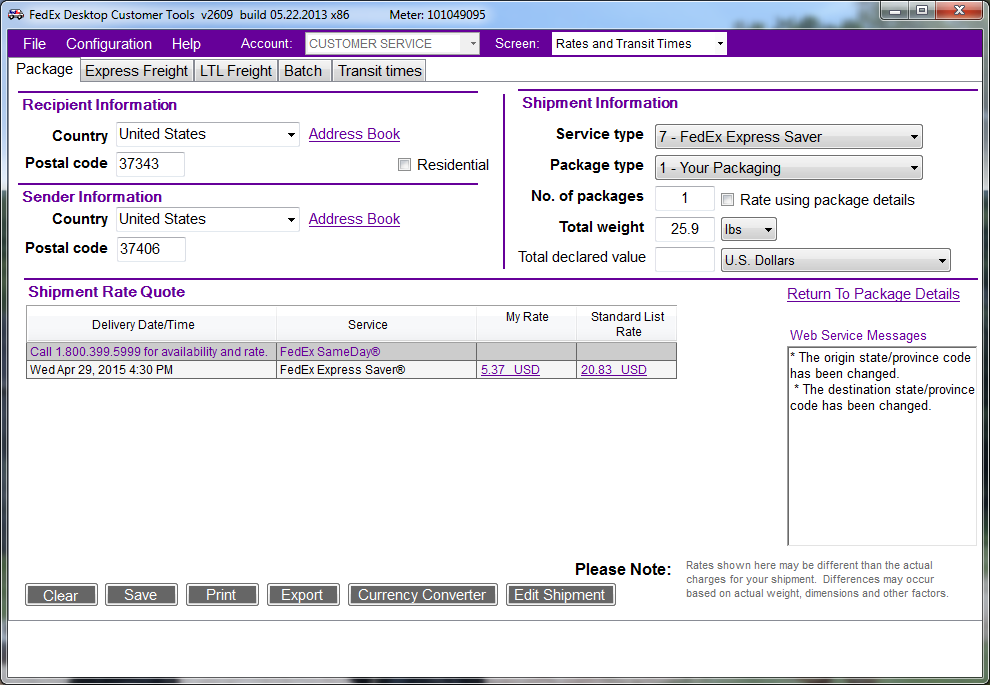 FedEx Desktop Customer Tools v2609 build 05.22.2013 x86 Meter: 101049095
File Configuration Help Account: CUSTOMER SERVICE Screen: Rates and Transit Times
Package Express Freight LTL Freight Batch Transit times
Recipient Information
Country United States Address Book
Postal code 37343
Residential
Sender Information
Country United States Address Book
Postal code 37406
Shipment Information
Service type 7 - FedEx Express Saver
Package type 1 - Your Packaging
No. of packages 1 Rate using package details
Total weight 25.9 lbs
Total declared value U.S. Dollars
Shipment Rate Quote
Return To Package Details
Delivery Date/Time Service My Rate Standard List
Rate
Call 1.800.399.5999 for availability and rate. FedEx SameDay®
Wed Apr 29, 2015 4:30 PM FedEx Express Saver® 5.37 USD 20.83 USD
Web Service Messages
* The origin state/province code
has been changed.
* The destination state/province
code has been changed.
Please Note: Rates shown here may be different than the actual
charges for your shipment. Differences may occur
based on actual weight, dimensions and other factors.
Clear Save Print Export Currency Converter Edit Shipment